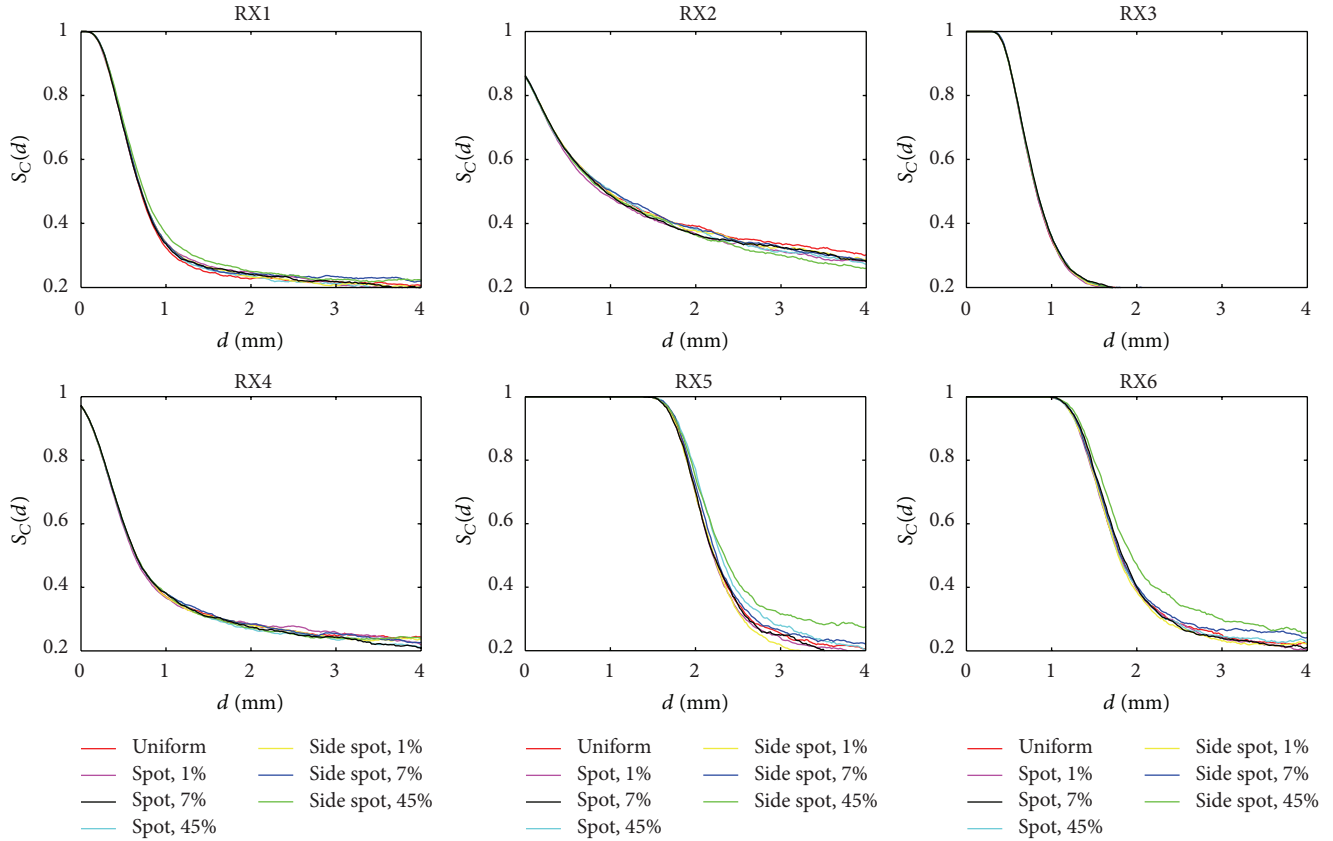 RX1
1
0.8
0.6
0.4
0.2
S_C(d)
0 1 2 3 4
d (mm)
RX2
1
0.8
0.6
0.4
0.2
S_C(d)
0 1 2 3 4
d (mm)
RX3
1
0.8
0.6
0.4
0.2
S_C(d)
0 1 2 3 4
d (mm)
RX4
1
0.8
0.6
0.4
0.2
S_C(d)
0 1 2 3 4
d (mm)
RX5
1
0.8
0.6
0.4
0.2
S_C(d)
0 1 2 3 4
d (mm)
RX6
1
0.8
0.6
0.4
0.2
S_C(d)
0 1 2 3 4
d (mm)
Uniform
Spot, 1%
Spot, 7%
Spot, 45%
Side spot, 1%
Side spot, 7%
Side spot, 45%
Uniform
Spot, 1%
Spot, 7%
Spot, 45%
Side spot, 1%
Side spot, 7%
Side spot, 45%
Uniform
Spot, 1%
Spot, 7%
Spot, 45%
Side spot, 1%
Side spot, 7%
Side spot, 45%